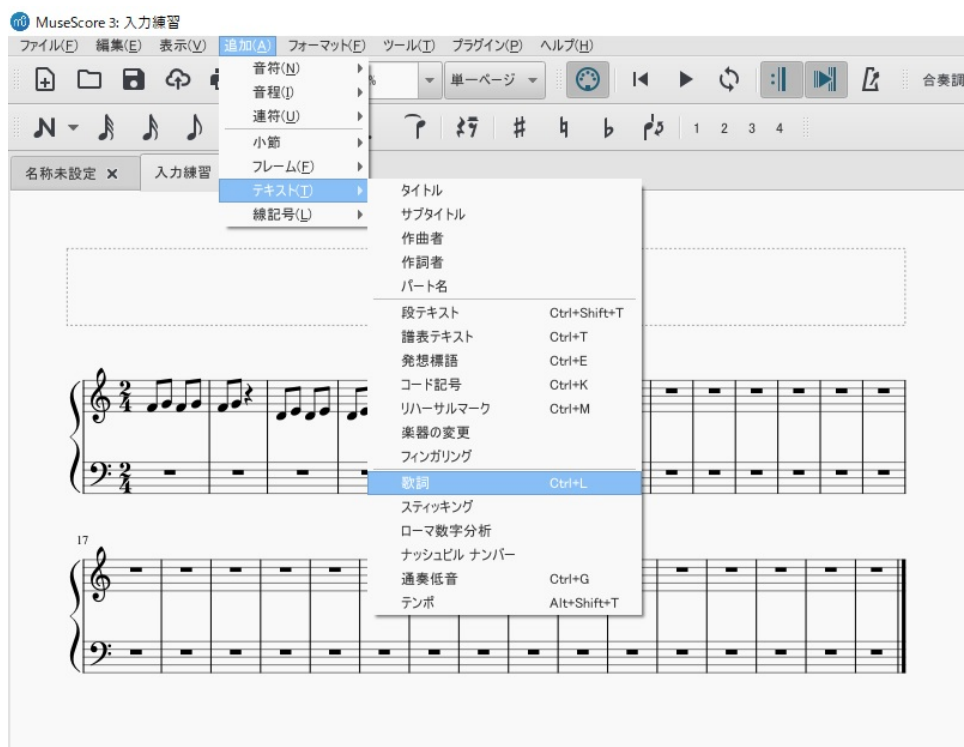 MuseScore 3: 入力練習
ファイル(F) 編集(E) 表示(V) 追加(A) フォーマット(F) ツール(T) プラグイン(P) ヘルプ(H)
音符(N)
% 単一ページ 合奏調
音程(I)
連符(U)
1 2 3 4
小節
フレーム(F)
名称未設定 入力練習
テキスト(T)
線記号(L)
タイトル
サブタイトル
作曲者
作詞者
パート名
段テキスト Ctrl+Shift+T
譜表テキスト Ctrl+T
発想標語 Ctrl+E
コード記号 Ctrl+K
リハーサルマーク Ctrl+M
楽器の変更
フィンガリング
歌詞 Ctrl+L
スティッキング
ローマ数字分析
ナッシュビル ナンバー
通奏低音 Ctrl+G
テンポ Alt+Shift+T
2
4
2
4
17